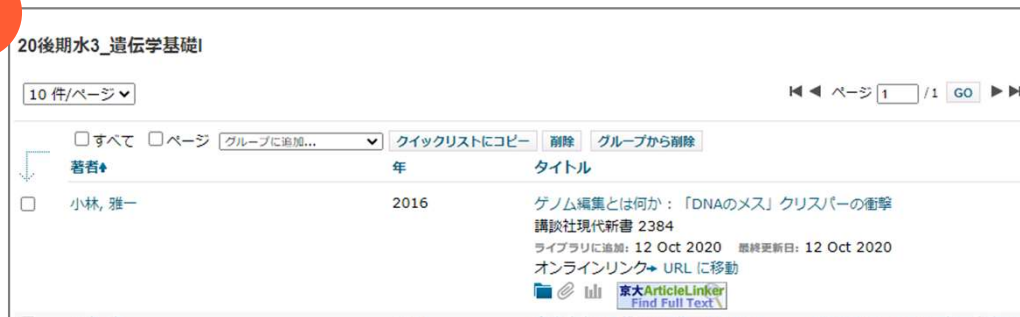 20後期水3_遺伝学基礎I
10 件/ページ ページ 1 /1 GO
すべて ページ グループに追加... クイックリストにコピー 削除 グループから削除
著者 年 タイトル
小林, 雅一 2016 ゲノム編集とは何か : 「DNAのメス」クリスパーの衝撃
講談社現代新書 2384
ライブラリに追加: 12 Oct 2020 最終更新日: 12 Oct 2020
オンラインリンク➔ URL に移動
京大ArticleLinker
Find Full Text